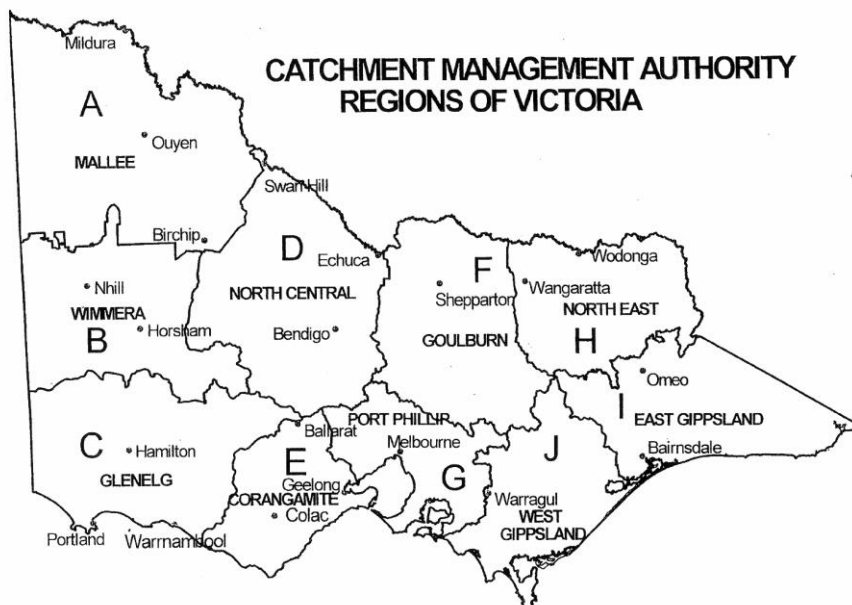 CATCHMENT MANAGEMENT AUTHORITY
REGIONS OF VICTORIA
Mildura
A
Ouyen
MALLEE
Swan Hill
Birchip
D
Echuca
NORTH CENTRAL
Bendigo
F
Shepparton
GOULBURN
Wodonga
Wangaratta
NORTH EAST
H
Nhill
WIMMERA
Horsham
B
Omeo
I
EAST GIPPSLAND
Bairnsdale
PORT PHILLIP
Ballarat
Melbourne
C
Hamilton
GLENELG
E
Geelong
CORANGAMITE
Colac
G
J
Warragul
WEST
GIPPSLAND
Portland
Warrnambool